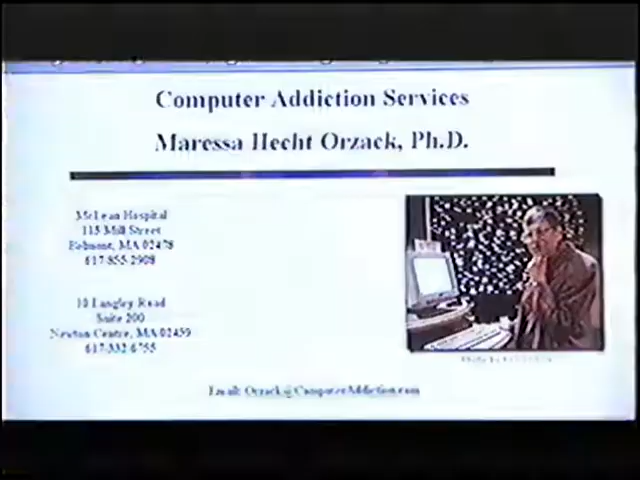 Computer Addiction Services
Maressa Hecht Orzack, Ph.D.
McLean Hospital
115 Mill Street
Belmont, MA 02478
617-855-2908
10 Langley Road
Suite 200
Newton Centre, MA 02459
617-332-6755
Email: Orzack@ComputerAddiction.com